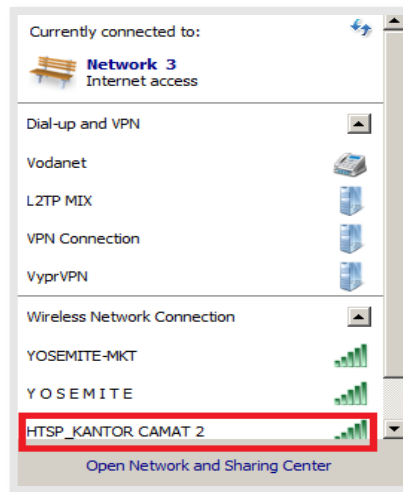 Currently connected to:
Network 3
Internet access
Dial-up and VPN
Vodanet
L2TP MIX
VPN Connection
VyprVPN
Wireless Network Connection
YOSEMITE-MKT
Y O S E M I T E
HTSP_KANTOR CAMAT 2
Open Network and Sharing Center